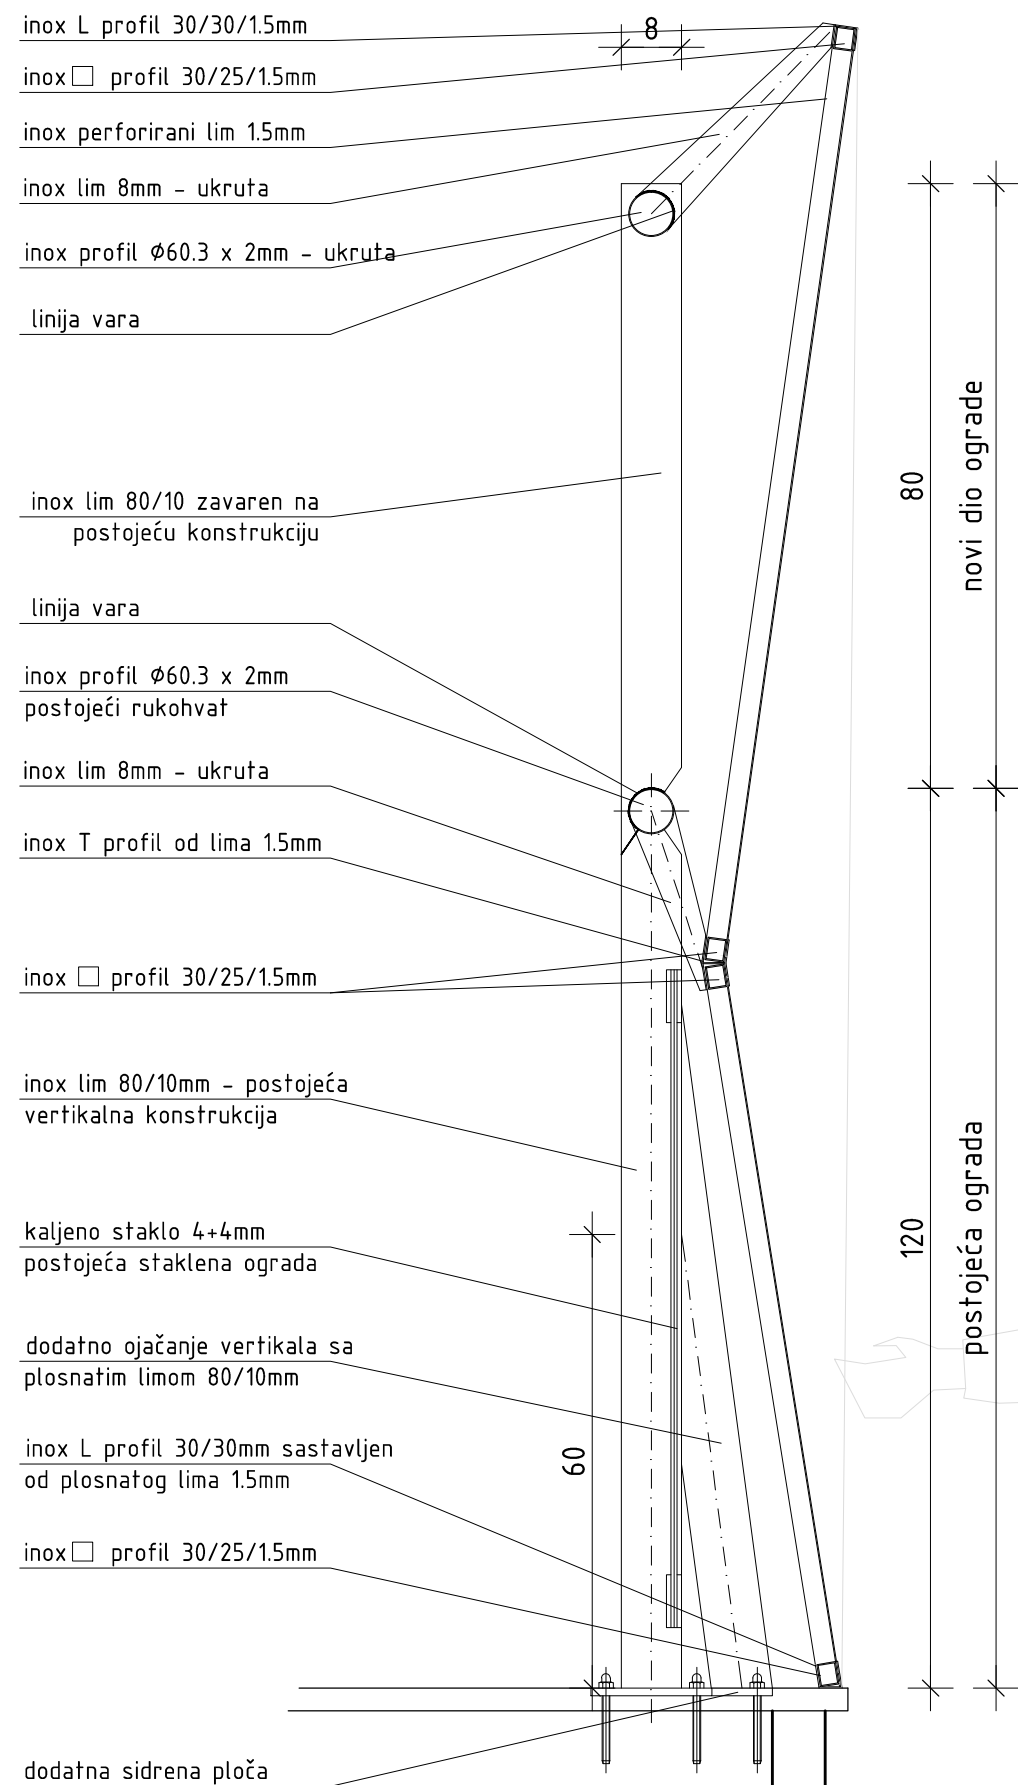 inox L profil 30/30/1.5mm
8
inox □ profil 30/25/1.5mm
inox perforirani lim 1.5mm
inox lim 8mm - ukruta
inox profil Ø60.3 x 2mm - ukruta
linija vara
80
novi dio ograde
inox lim 80/10 zavaren na
postojeću konstrukciju
linija vara
inox profil Ø60.3 x 2mm
postojeći rukohvat
inox lim 8mm - ukruta
inox T profil od lima 1.5mm
inox □ profil 30/25/1.5mm
inox lim 80/10mm - postojeća
vertikalna konstrukcija
120
postojeća ograda
kaljeno staklo 4+4mm
postojeća staklena ograda
dodatno ojačanje vertikala sa
plosnatim limom 80/10mm
60
inox L profil 30/30mm sastavljen
od plosnatog lima 1.5mm
inox □ profil 30/25/1.5mm
dodatna sidrena ploča